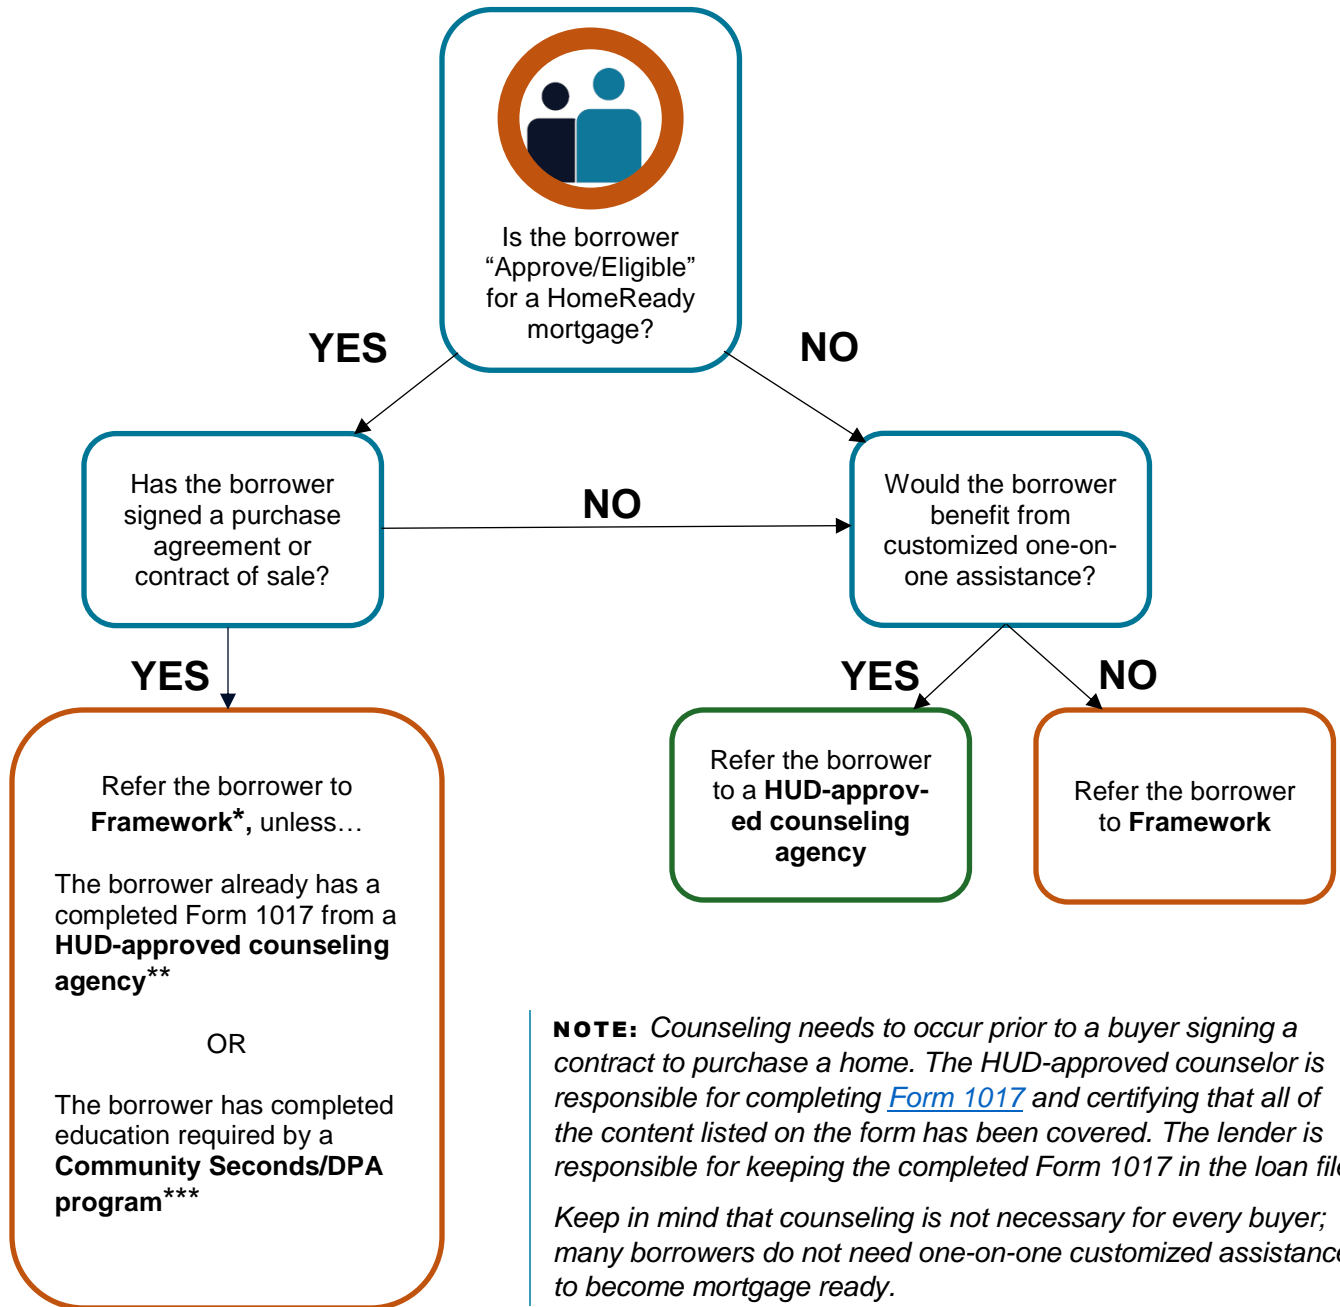 Is the borrower
“Approve/Eligible”
for a HomeReady
mortgage?
YES
NO
Has the borrower
signed a purchase
agreement or
contract of sale?
NO
Would the borrower
benefit from
customized one-on-
one assistance?
YES
YES
NO
Refer the borrower to
Framework*, unless…
The borrower already has a
completed Form 1017 from a
HUD-approved counseling
agency**
OR
The borrower has completed
education required by a
Community Seconds/DPA
program***
Refer the borrower
to a HUD-approv-
ed counseling
agency
Refer the borrower
to Framework
NOTE: Counseling needs to occur prior to a buyer signing a
contract to purchase a home. The HUD-approved counselor is
responsible for completing Form 1017 and certifying that all of
the content listed on the form has been covered. The lender is
responsible for keeping the completed Form 1017 in the loan file
Keep in mind that counseling is not necessary for every buyer;
many borrowers do not need one-on-one customized assistance
to become mortgage ready.